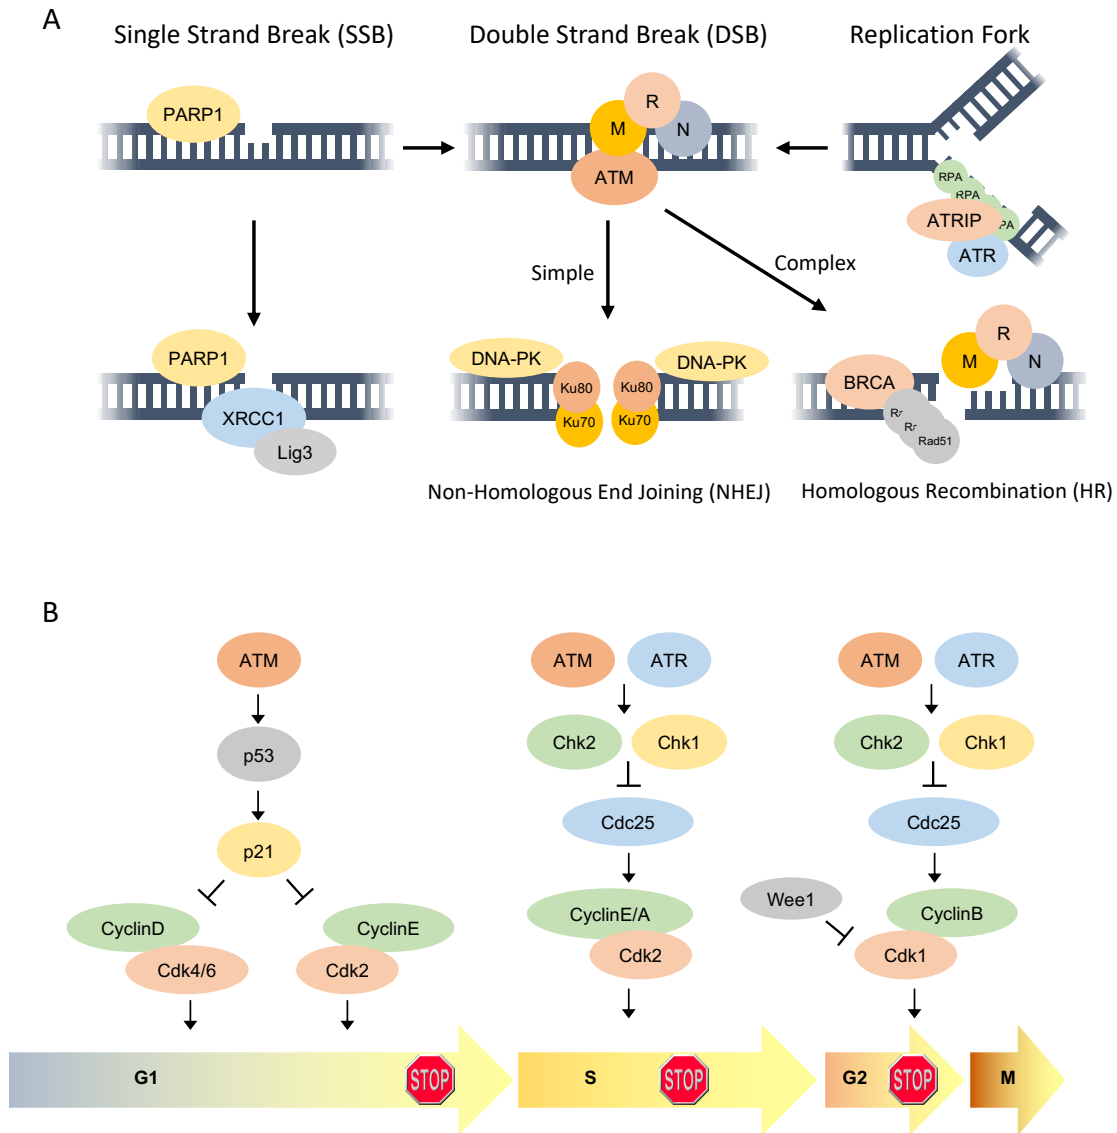 A
Single Strand Break (SSB)
Double Strand Break (DSB)
Replication Fork
PARP1
M
R
N
ATM
RPA
RPA
PA
ATRIP
ATR
Simple
Complex
PARP1
XRCC1
Lig3
DNA-PK
DNA-PK
Ku80
Ku80
Ku70
Ku70
BRCA
M
R
N
Ra
Ra
Rad51
Non-Homologous End Joining (NHEJ)
Homologous Recombination (HR)
B
ATM
ATM
ATR
ATM
ATR
p53
Chk2
Chk1
Chk2
Chk1
p21
Cdc25
Cdc25
CyclinD
Cdk4/6
CyclinE
Cdk2
CyclinE/A
Cdk2
Wee1
CyclinB
Cdk1
G1
STOP
S
STOP
G2
STOP
M